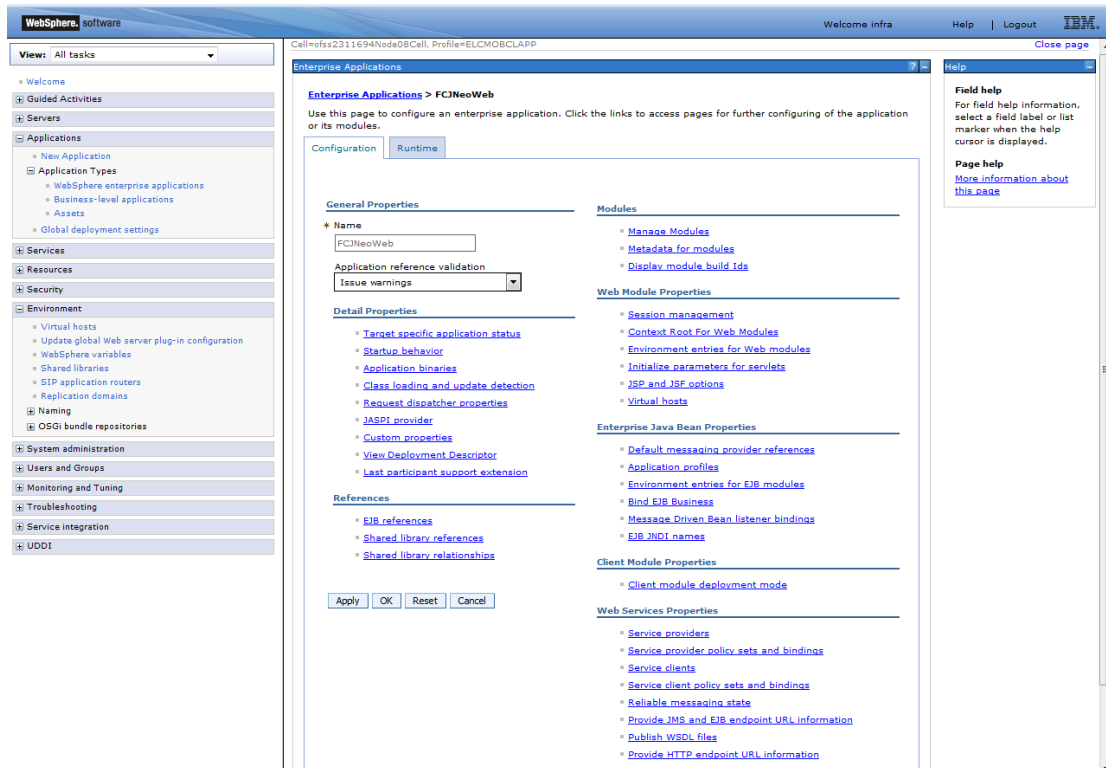 WebSphere. software
Welcome infra
Help | Logout
IBM.
View: All tasks
Welcome
Guided Activities
Servers
Applications
New Application
Application Types
WebSphere enterprise applications
Business-level applications
Assets
Global deployment settings
Services
Resources
Security
Environment
Virtual hosts
Update global Web server plug-in configuration
WebSphere variables
Shared libraries
SIP application routers
Replication domains
Naming
OSGi bundle repositories
System administration
Users and Groups
Monitoring and Tuning
Troubleshooting
Service integration
UDDI
Cell=ofss2311694Node08Cell, Profile=ELCMOBCLAPP
Close page
Enterprise Applications
Enterprise Applications > FCJNeoWeb
Use this page to configure an enterprise application. Click the links to access pages for further configuring of the application
or its modules.
Configuration
Runtime
General Properties
* Name
FCJNeoWeb
Application reference validation
Issue warnings
Detail Properties
Target specific application status
Startup behavior
Application binaries
Class loading and update detection
Request dispatcher properties
JASPI provider
Custom properties
View Deployment Descriptor
Last participant support extension
References
EJB references
Shared library references
Shared library relationships
Apply
OK
Reset
Cancel
Modules
Manage Modules
Metadata for modules
Display module build Ids
Web Module Properties
Session management
Context Root For Web Modules
Environment entries for Web modules
Initialize parameters for servlets
JSP and JSF options
Virtual hosts
Enterprise Java Bean Properties
Default messaging provider references
Application profiles
Environment entries for EJB modules
Bind EJB Business
Message Driven Bean listener bindings
EJB JNDI names
Client Module Properties
Client module deployment mode
Web Services Properties
Service providers
Service provider policy sets and bindings
Service clients
Service client policy sets and bindings
Reliable messaging state
Provide JMS and EJB endpoint URL information
Publish WSDL files
Provide HTTP endpoint URL information
Help
Field help
For field help information,
select a field label or list
marker when the help
cursor is displayed.
Page help
More information about
this page